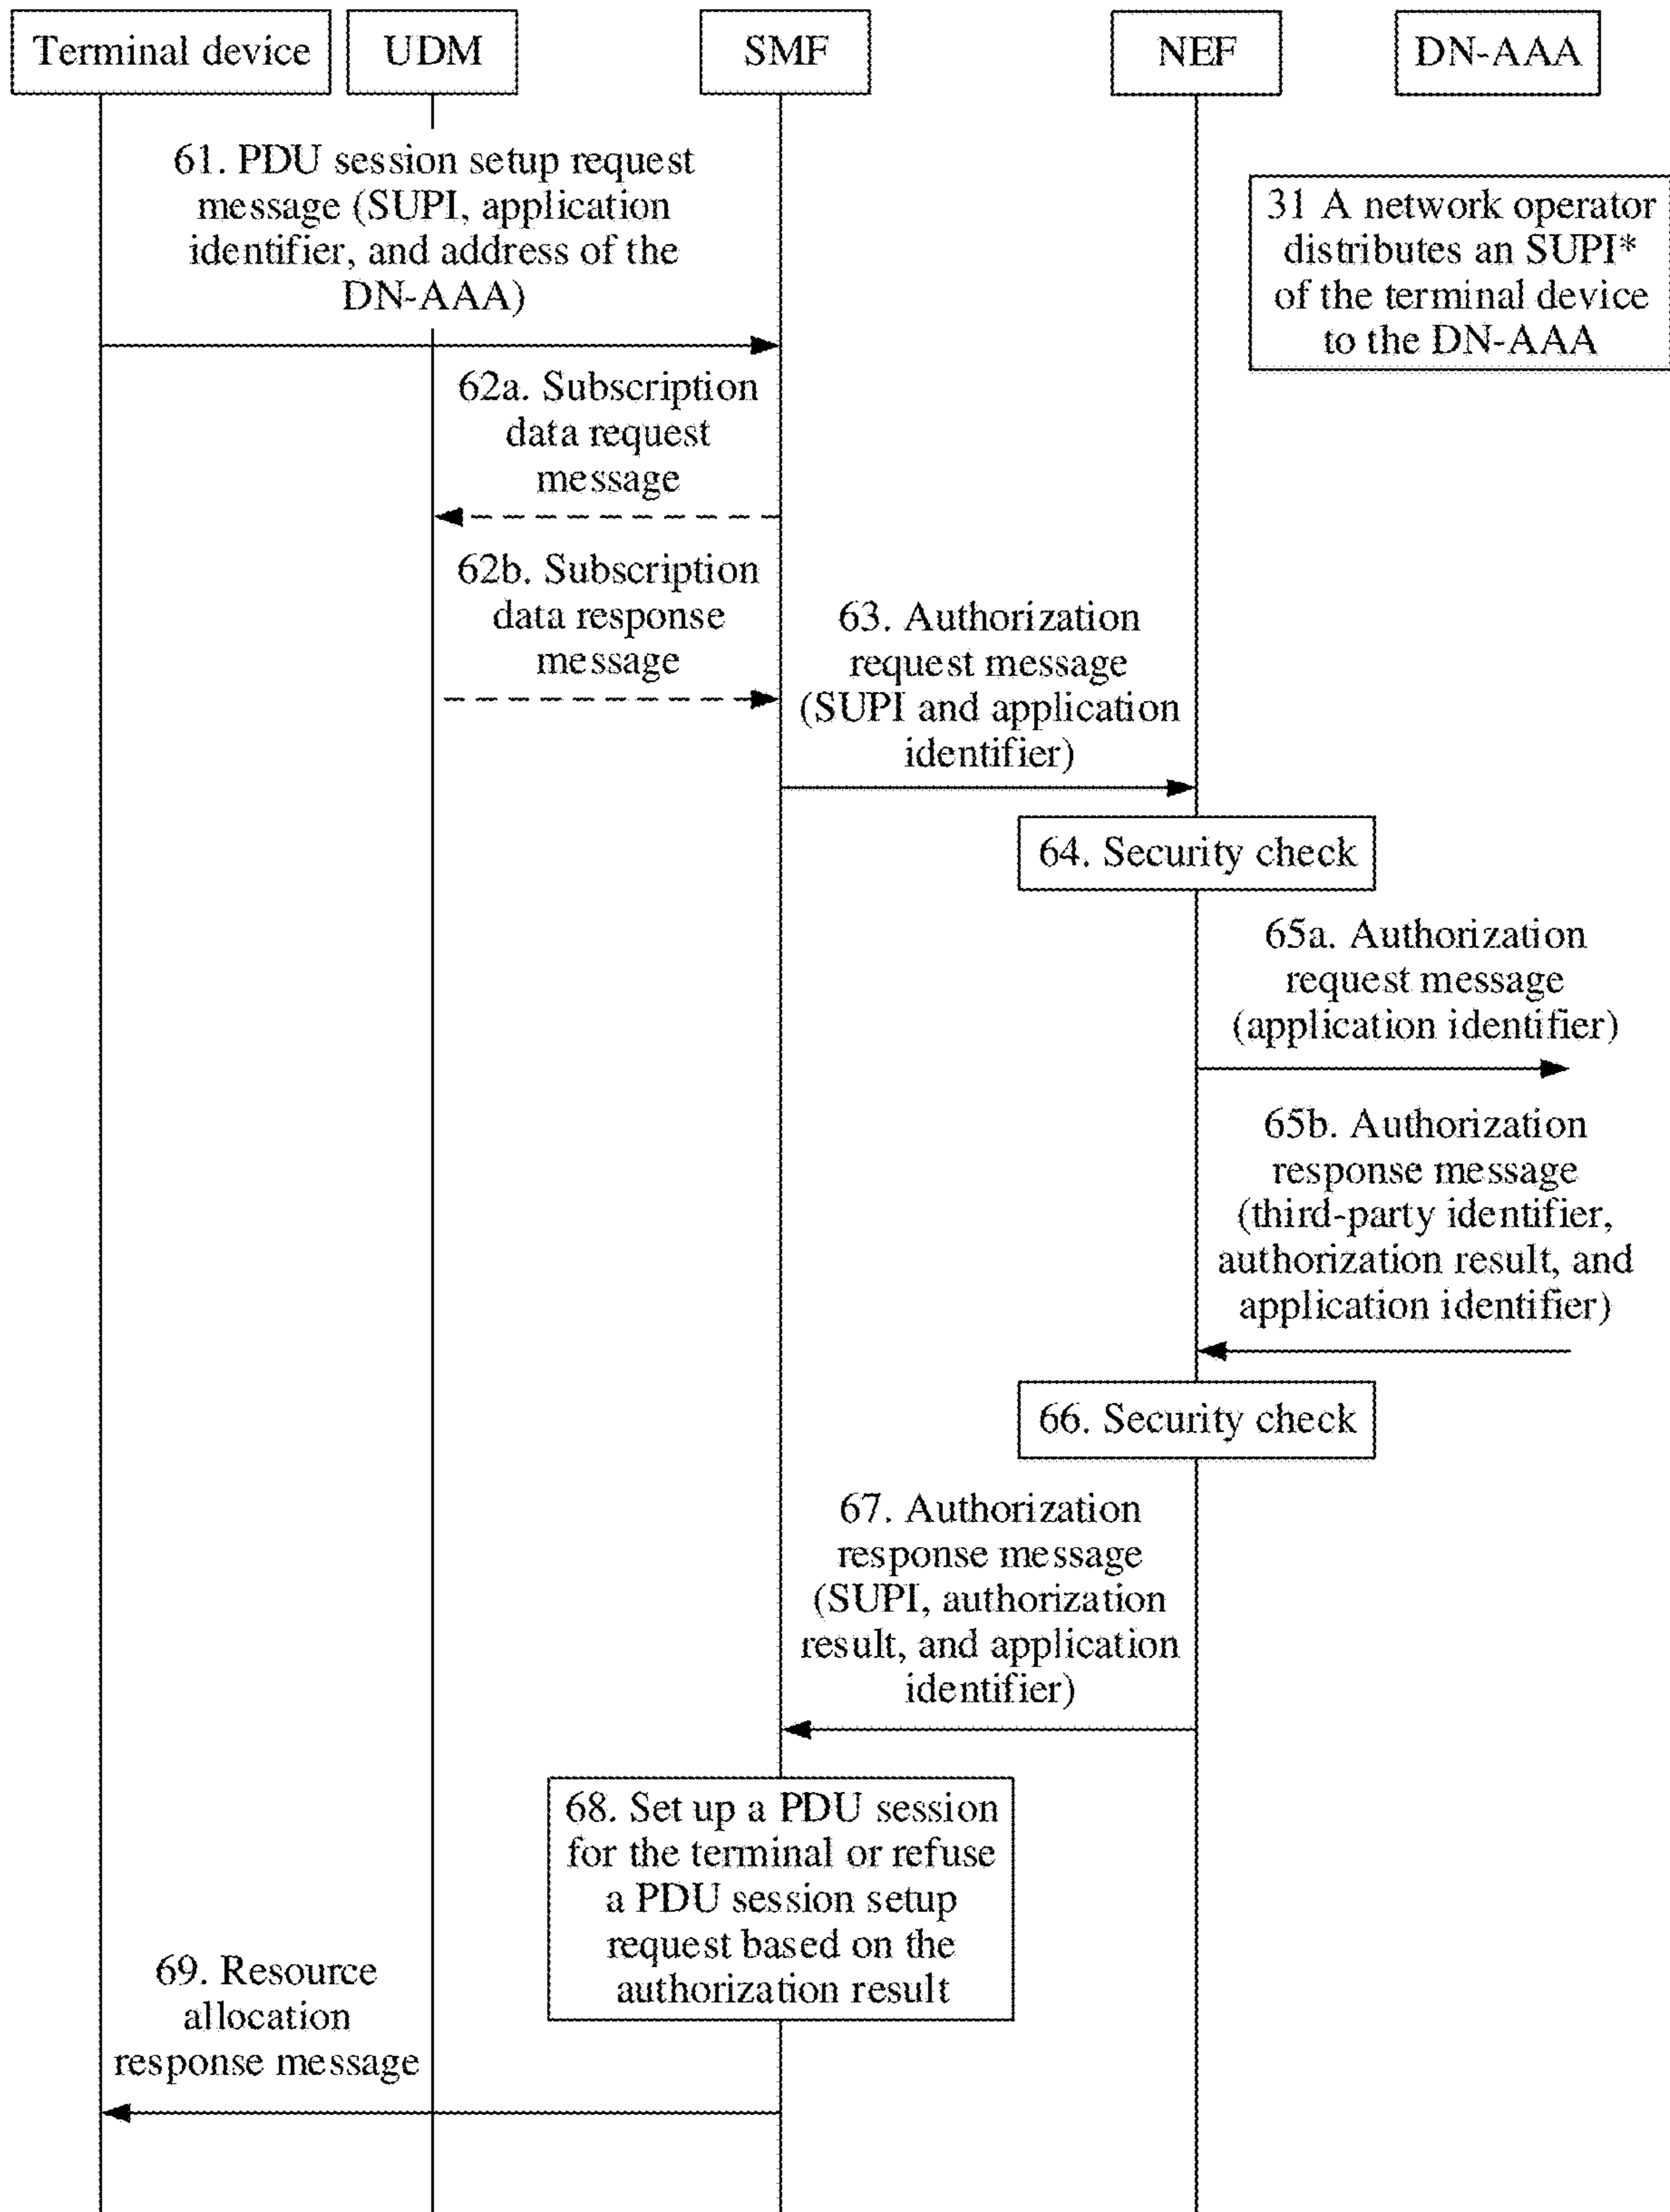 Terminal device
UDM
SMF
NEF
DN-AAA
61. PDU session setup request
message (SUPI, application
identifier, and address of the
DN-AAA)
31 A network operator
distributes an SUPI*
of the terminal device
to the DN-AAA
62a. Subscription
data request
message
62b. Subscription
data response
message
63. Authorization
request message
(SUPI and application
identifier)
64. Security check
65a. Authorization
request message
(application identifier)
65b. Authorization
response message
(third-party identifier,
authorization result, and
application identifier)
66. Security check
67. Authorization
response message
(SUPI, authorization
result, and application
identifier)
68. Set up a PDU session
for the terminal or refuse
a PDU session setup
request based on the
authorization result
69. Resource
allocation
response message